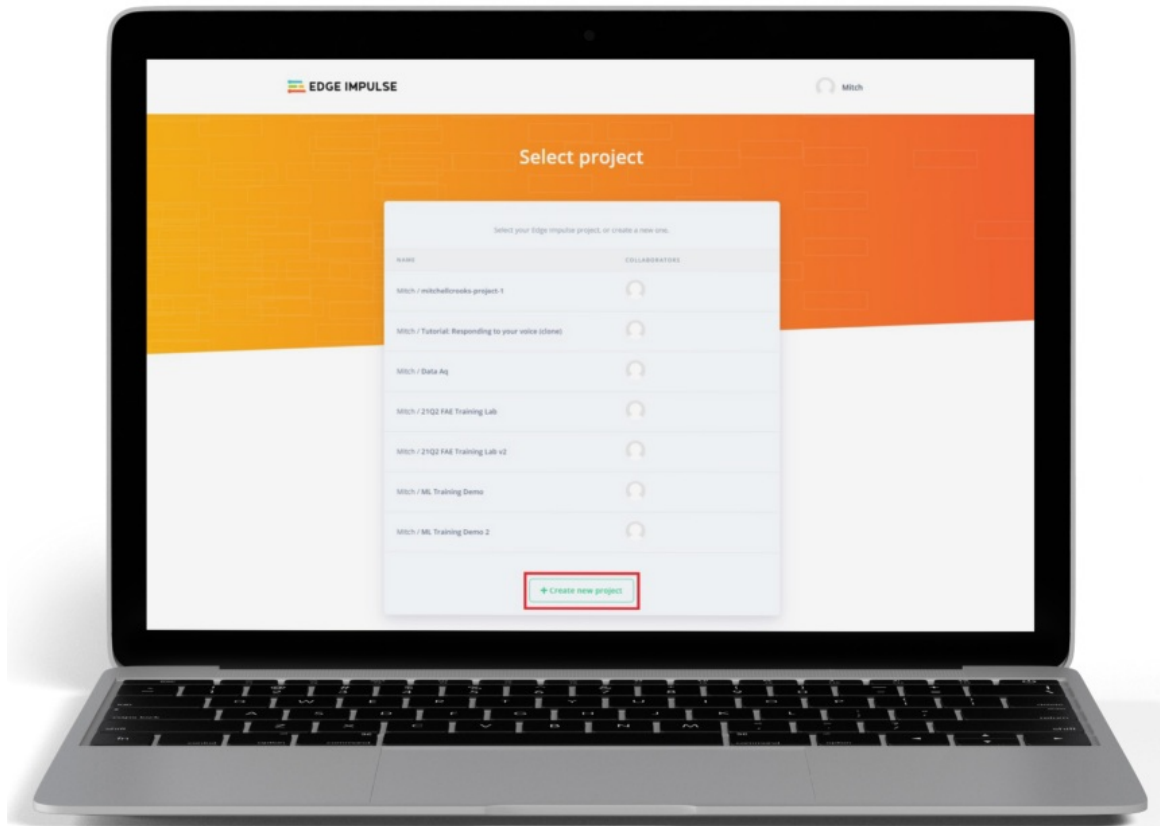 EDGE IMPULSE
Mitch
Select project
Select your Edge Impulse project, or create a new one.
NAME COLLABORATORS
Mitch / mitchellcrooks-project-1
Mitch / Tutorial: Responding to your voice (clone)
Mitch / Data Aq
Mitch / 21Q2 FAE Training Lab
Mitch / 21Q2 FAE Training Lab v2
Mitch / ML Training Demo
Mitch / ML Training Demo 2
+ Create new project